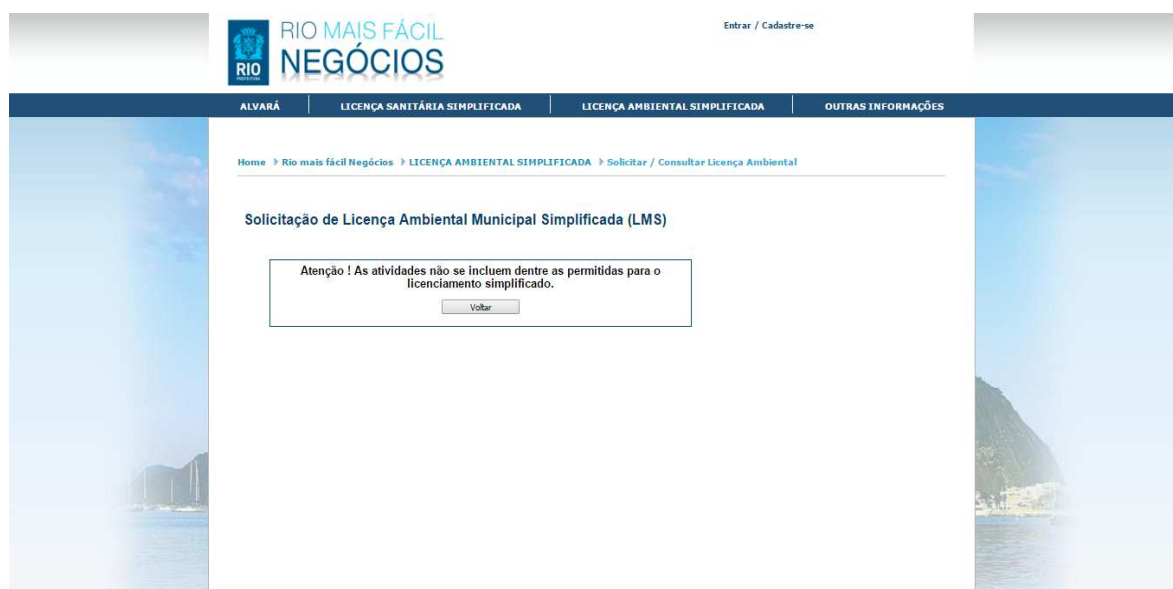 RIO MAIS FÁCIL
NEGÓCIOS
RIO
PREFEITURA
Entrar / Cadastre-se
ALVARÁ
LICENÇA SANITÁRIA SIMPLIFICADA
LICENÇA AMBIENTAL SIMPLIFICADA
OUTRAS INFORMAÇÕES
Home Rio mais fácil Negócios LICENÇA AMBIENTAL SIMPLIFICADA Solicitar / Consultar Licença Ambiental
Solicitação de Licença Ambiental Municipal Simplificada (LMS)
Atenção ! As atividades não se incluem dentre as permitidas para o
licenciamento simplificado.
Voltar